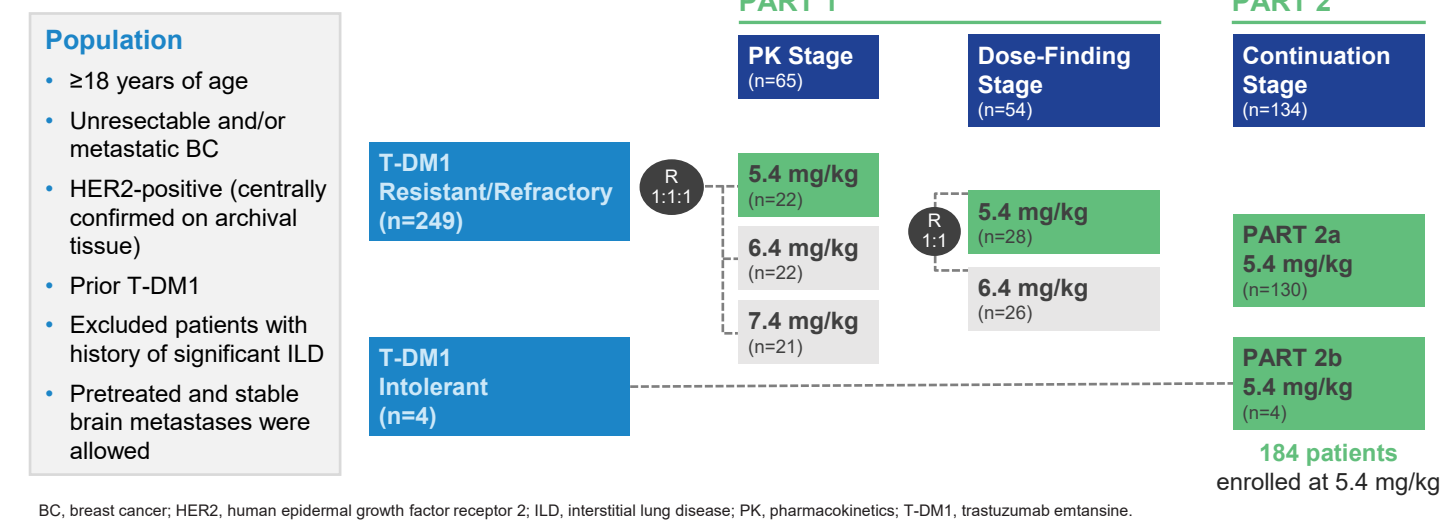 PART 1
PART 2
Population
• ≥18 years of age
• Unresectable and/or
metastatic BC
• HER2-positive (centrally
confirmed on archival
tissue)
• Prior T-DM1
• Excluded patients with
history of significant ILD
• Pretreated and stable
brain metastases were
allowed
T-DM1
Resistant/Refractory
(n=249)
T-DM1
Intolerant
(n=4)
R
1:1:1
PK Stage
(n=65)
5.4 mg/kg
(n=22)
6.4 mg/kg
(n=22)
7.4 mg/kg
(n=21)
R
1:1
Dose-Finding
Stage
(n=54)
5.4 mg/kg
(n=28)
6.4 mg/kg
(n=26)
Continuation
Stage
(n=134)
PART 2a
5.4 mg/kg
(n=130)
PART 2b
5.4 mg/kg
(n=4)
184 patients
enrolled at 5.4 mg/kg
BC, breast cancer; HER2, human epidermal growth factor receptor 2; ILD, interstitial lung disease; PK, pharmacokinetics; T-DM1, trastuzumab emtansine.